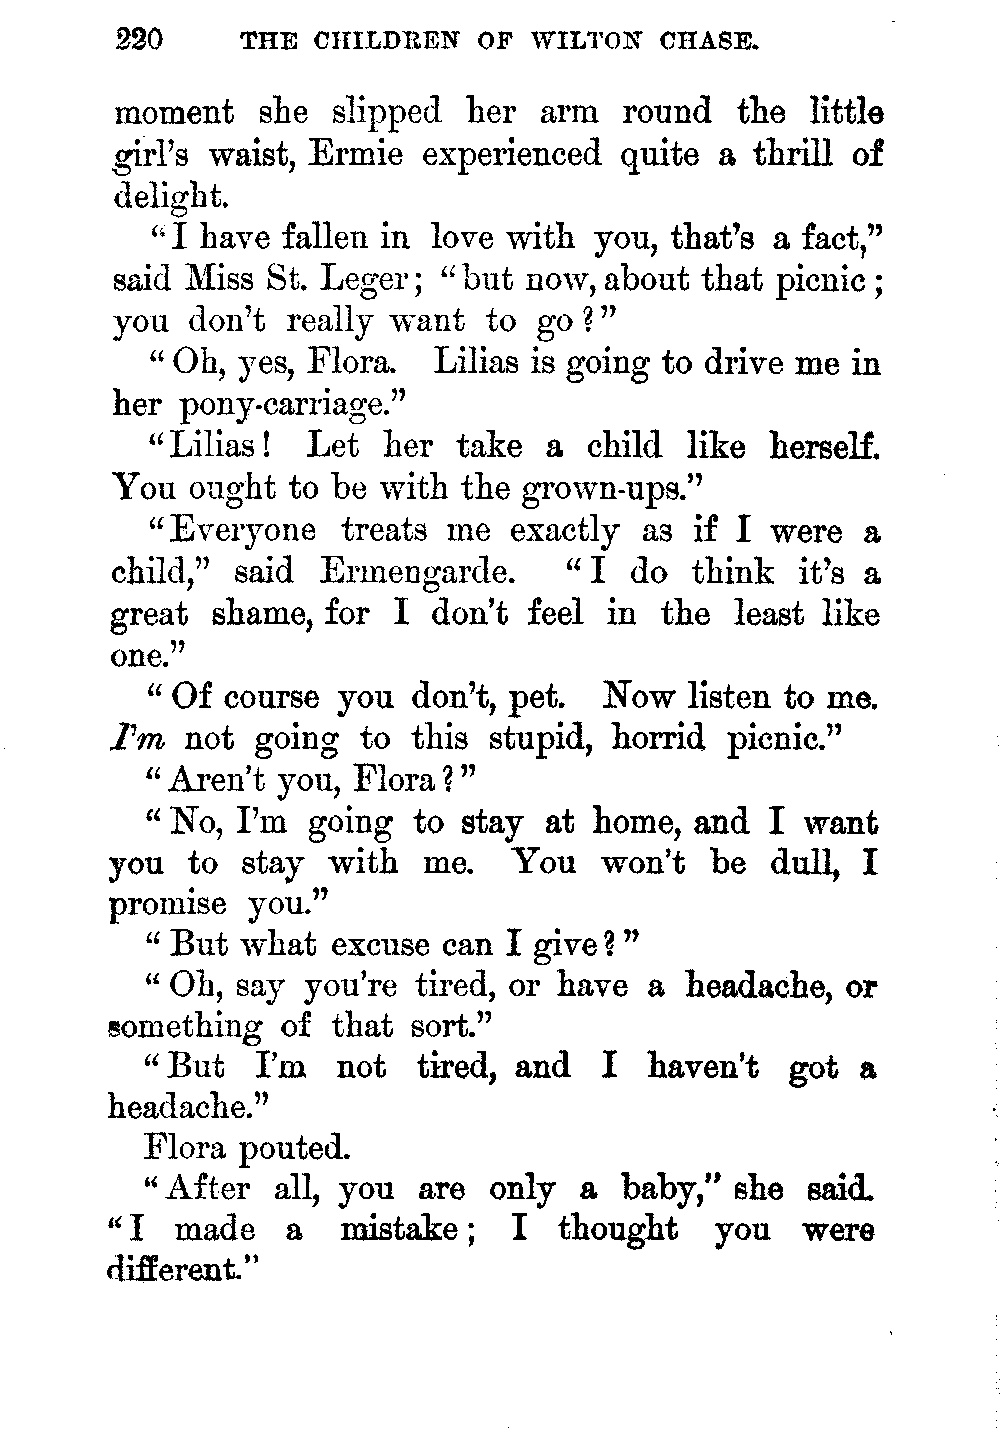 220 THE CHILDREN OF WILTON CHASE.
moment she slipped her arm round the little
girl's waist, Ermie experienced quite a thrill of
delight.
"I have fallen in love with you, that's a fact,"
said Miss St. Leger; "but now, about that picnic;
you don't really want to go?"
"Oh, yes, Flora. Lilias is going to drive me in
her pony-carriage."
"Lilias! Let her take a child like herself.
You ought to be with the grown-ups."
"Everyone treats me exactly as if I were a
child," said Ermengarde. "I do think it's a
great shame, for I don't feel in the least like
one."
"Of course you don't, pet. Now listen to me.
I'm not going to this stupid, horrid picnic."
"Aren't you, Flora?"
"No, I'm going to stay at home, and I want
you to stay with me. You won't be dull, I
promise you."
"But what excuse can I give?"
"Oh, say you're tired, or have a headache, or
something of that sort."
"But I'm not tired, and I haven't got a
headache."
Flora pouted.
"After all, you are only a baby," she said.
"I made a mistake; I thought you were
different."